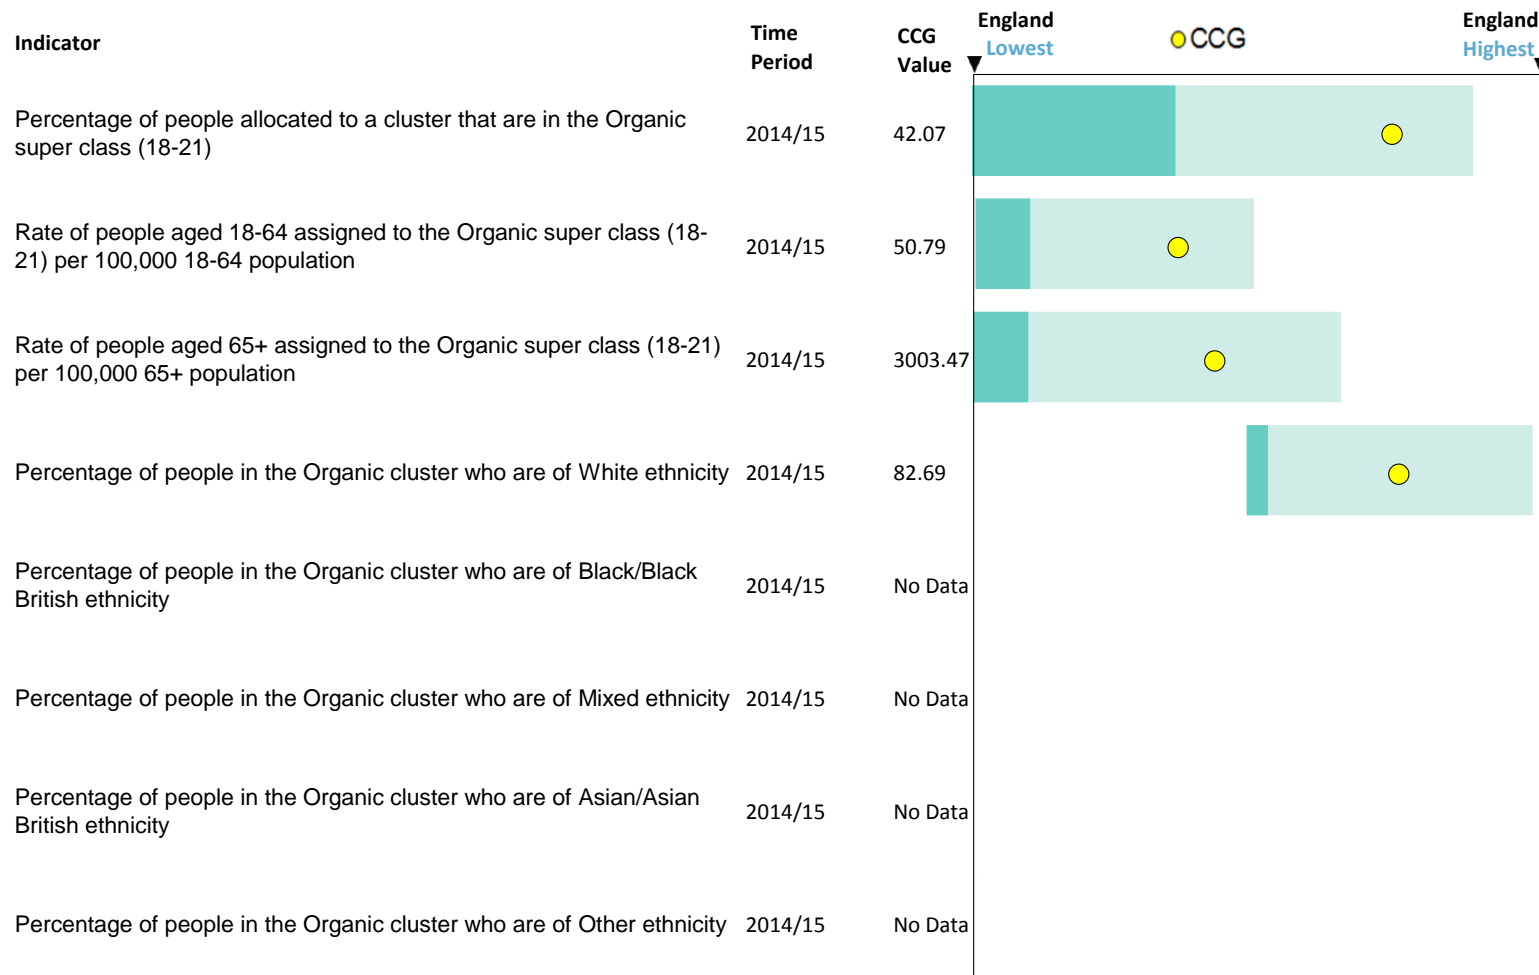 Indicator
Time
Period
CCG
Value
England
Lowest
CCG
England
Highest
Percentage of people allocated to a cluster that are in the Organic
super class (18-21)
2014/15
42.07
Rate of people aged 18-64 assigned to the Organic super class (18-
21) per 100,000 18-64 population
2014/15
50.79
Rate of people aged 65+ assigned to the Organic super class (18-21)
per 100,000 65+ population
2014/15
3003.47
Percentage of people in the Organic cluster who are of White ethnicity
2014/15
82.69
Percentage of people in the Organic cluster who are of Black/Black
British ethnicity
2014/15
No Data
Percentage of people in the Organic cluster who are of Mixed ethnicity
2014/15
No Data
Percentage of people in the Organic cluster who are of Asian/Asian
British ethnicity
2014/15
No Data
Percentage of people in the Organic cluster who are of Other ethnicity
2014/15
No Data